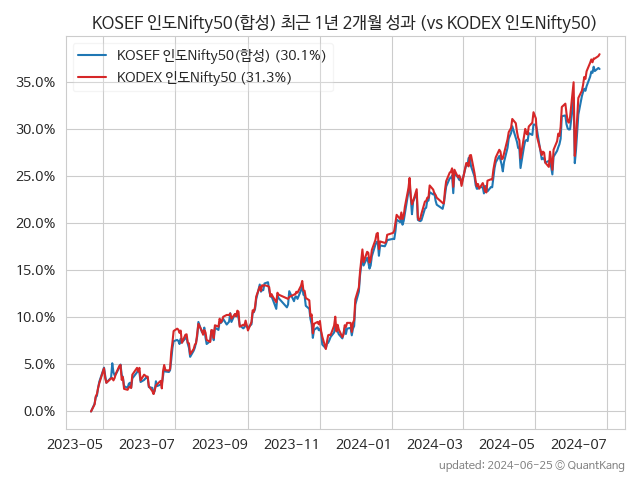 KOSEF 인도Nifty50(합성) 최근 1년 2개월 성과 (vs KODEX 인도Nifty50)
KOSEF 인도Nifty50(합성) (30.1%)
KODEX 인도Nifty50 (31.3%)
35.0%
30.0%
25.0%
20.0%
15.0%
10.0%
5.0%
0.0%
2023-05 2023-07 2023-09 2023-11 2024-01 2024-03 2024-05 2024-07
updated: 2024-06-25 © QuantKang